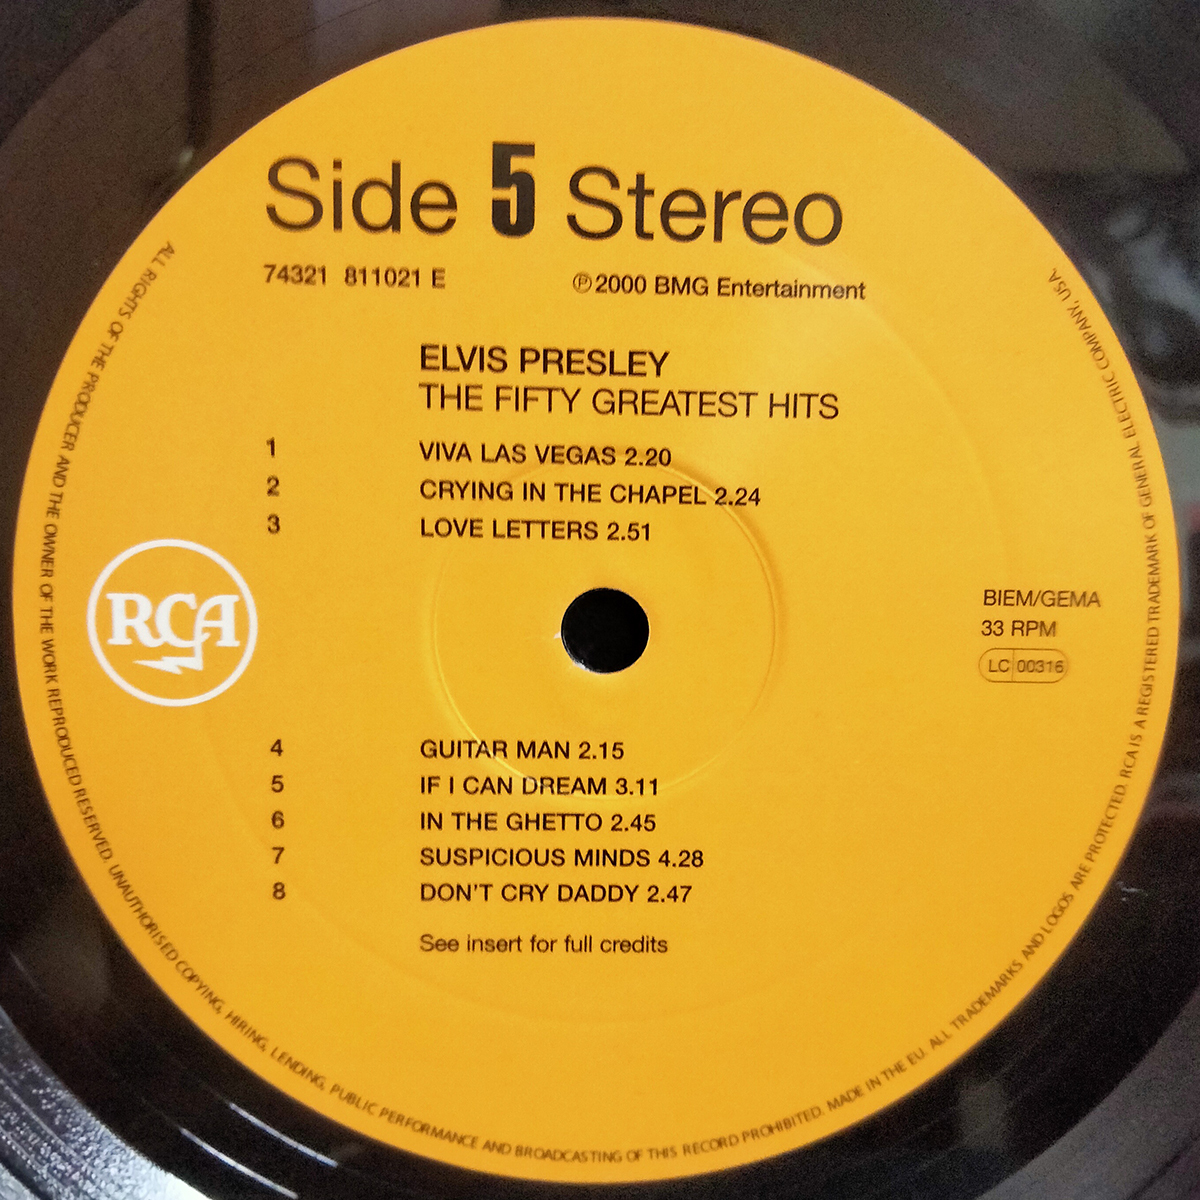 Side 5 Stereo
74321 811021 E
℗2000 BMG Entertainment
ELVIS PRESLEY
THE FIFTY GREATEST HITS
1 VIVA LAS VEGAS 2.20
2 CRYING IN THE CHAPEL 2.24
3 LOVE LETTERS 2.51
RCA
BIEM/GEMA
33 RPM
LC 00316
4 GUITAR MAN 2.15
5 IF I CAN DREAM 3.11
6 IN THE GHETTO 2.45
7 SUSPICIOUS MINDS 4.28
8 DON'T CRY DADDY 2.47
See insert for full credits
ALL RIGHTS OF THE PRODUCER AND THE OWNER OF THE WORK REPRODUCED RESERVED. UNAUTHORISED COPYING, HIRING, LENDING, PUBLIC PERFORMANCE AND BROADCASTING OF THIS RECORD PROHIBITED. MADE IN THE EU. ALL TRADEMARKS AND LOGOS ARE PROTECTED. RCA IS A REGISTERED TRADEMARK OF GENERAL ELECTRIC COMPANY, USA.